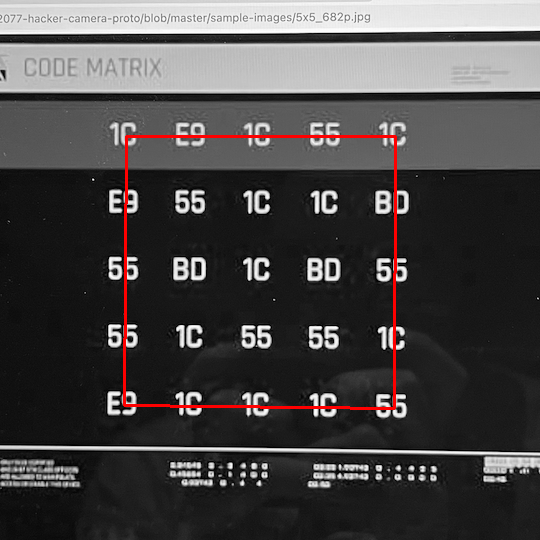 2077-hacker-camera-proto/blob/master/sample-images/5x5_682p.jpg
CODE MATRIX
1C E9 1C 55 1C
E9 55 1C 1C BD
55 BD 1C BD 55
55 1C 55 55 1C
E9 1C 1C 1C 55